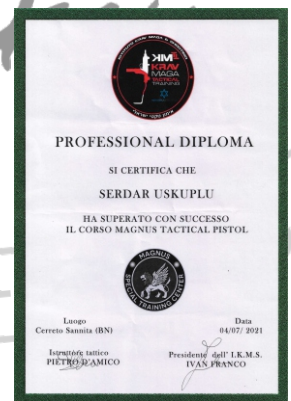 KM
KRAV
MAGA
TACTICAL
TRAINING
PROFESSIONAL DIPLOMA
SI CERTIFICA CHE
SERDAR USKUPLU
HA SUPERATO CON SUCCESSO
IL CORSO MAGNUS TACTICAL PISTOL
MAGNUS
SPECIAL TRAINING CENTER
Luogo
Cerreto Sannita (BN)
Data
04/07/ 2021
Istruttore tattico
PIETRO D'AMICO
Presidente dell' I.K.M.S.
IVAN FRANCO